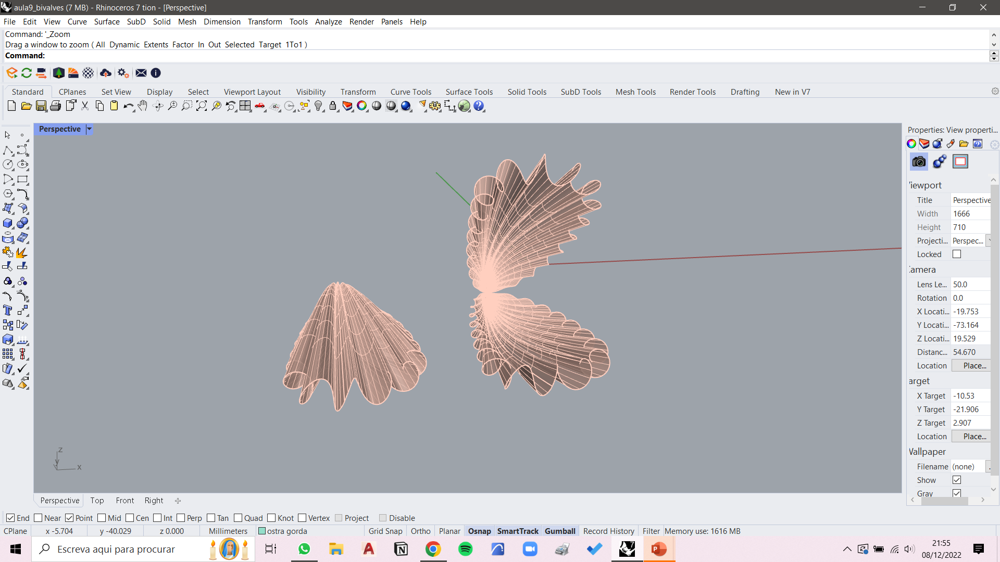 aula9_bivalves (7 MB) - Rhinoceros 7 tion - [Perspective]
File Edit View Curve Surface SubD Solid Mesh Dimension Transform Tools Analyze Render Panels Help
Command: '_Zoom
Drag a window to zoom ( All Dynamic Extents Factor In Out Selected Target 1To1 )
Command:
Standard CPlanes Set View Display Select Viewport Layout Visibility Transform Curve Tools Surface Tools Solid Tools SubD Tools Mesh Tools Render Tools Drafting New in V7
Perspective
Properties: View properti...
Viewport
Title Perspective
Width 1666
Height 710
Projecti... Perspec...
Locked
Camera
Lens Le... 50.0
Rotation 0.0
X Locati... -19.753
Y Locati... -73.164
Z Locati... 19.529
Distanc... 54.670
Location Place...
arget
X Target -10.53
Y Target -21.906
Z Target 2.907
Location Place...
Wallpaper
Filename (none)
Show
Gray
z
y
x
Perspective Top Front Right
End Near Point Mid Cen Int Perp Tan Quad Knot Vertex Project Disable
CPlane x -5.704 y -40.029 z 0.000 Millimeters ostra gorda Grid Snap Ortho Planar Osnap SmartTrack Gumball Record History Filter Memory use: 1616 MB
Escreva aqui para procurar
21:55
08/12/2022